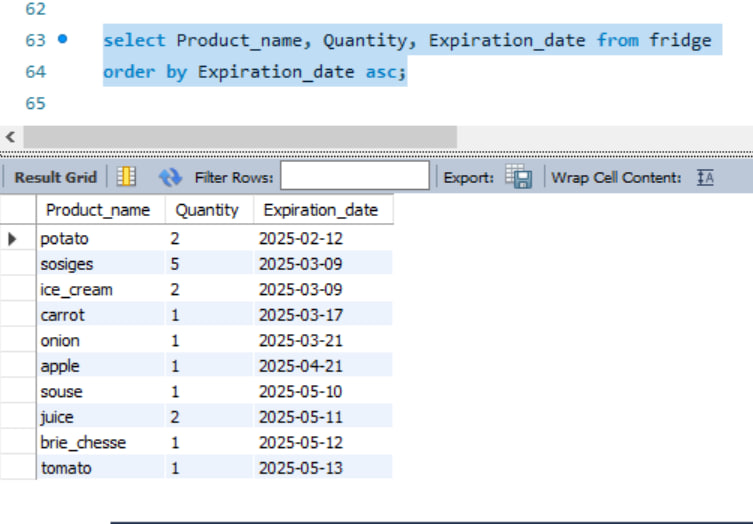 62
63 select Product_name, Quantity, Expiration_date from fridge
64 order by Expiration_date asc;
65
Result Grid Filter Rows: Export: Wrap Cell Content: IA
Product_name Quantity Expiration_date
potato 2 2025-02-12
sosiges 5 2025-03-09
ice_cream 2 2025-03-09
carrot 1 2025-03-17
onion 1 2025-03-21
apple 1 2025-04-21
souse 1 2025-05-10
juice 2 2025-05-11
brie_chesse 1 2025-05-12
tomato 1 2025-05-13